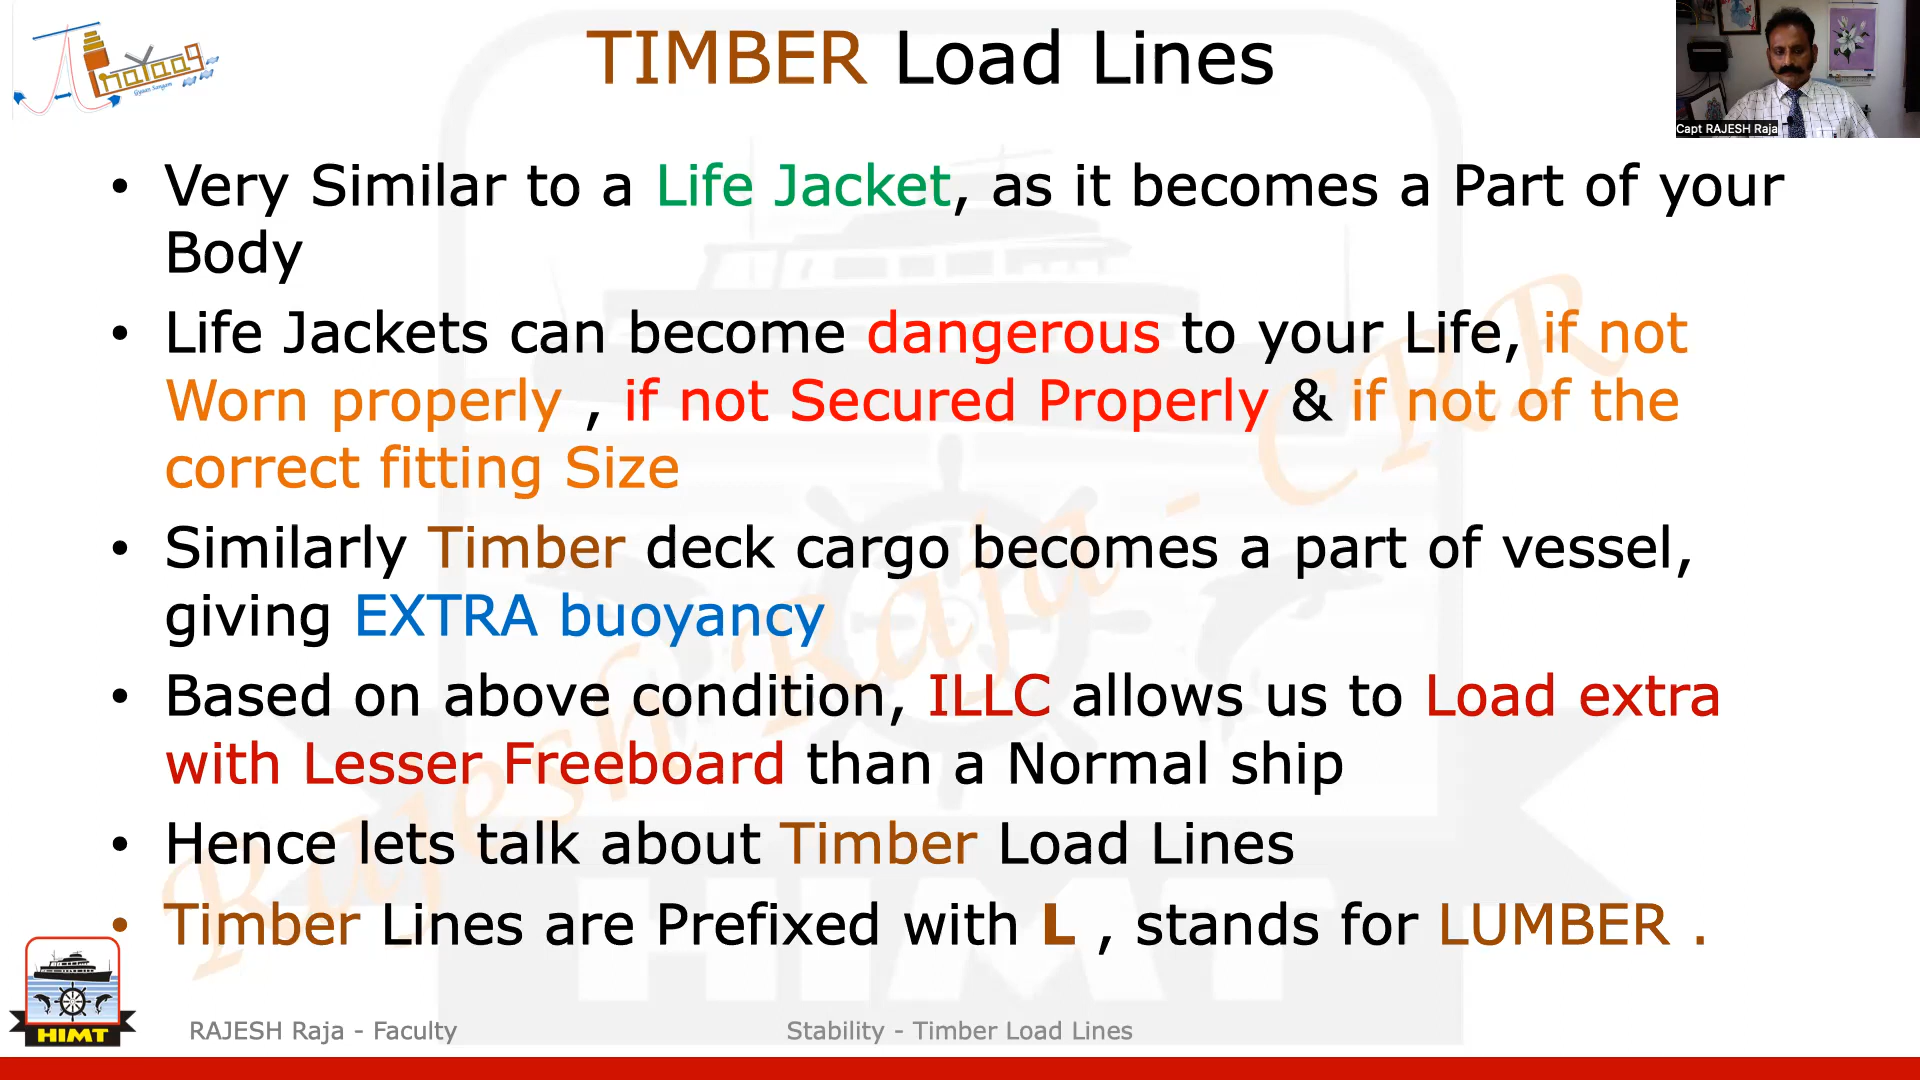 TIMBER Load Lines
Capt RAJESH Raja
• Very Similar to a Life Jacket, as it becomes a Part of your
Body
• Life Jackets can become dangerous to your Life, if not
Worn properly , if not Secured Properly & if not of the
correct fitting Size
• Similarly Timber deck cargo becomes a part of vessel,
giving EXTRA buoyancy
• Based on above condition, ILLC allows us to Load extra
with Lesser Freeboard than a Normal ship
• Hence lets talk about Timber Load Lines
• Timber Lines are Prefixed with L , stands for LUMBER .
Rajesh Raja - CPR
HIMT
HIMT
RAJESH Raja - Faculty
Stability - Timber Load Lines